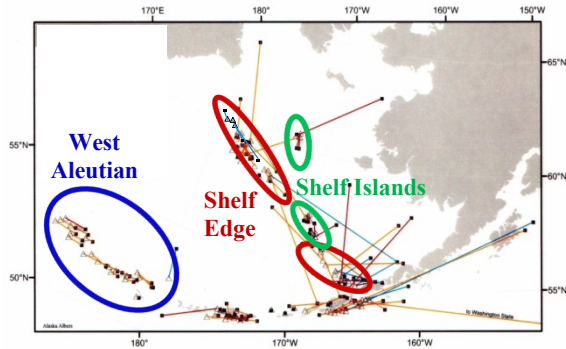 170°E
180°
170°W
160°W
150°W
65°N
55°N
60°N
West
Aleutian
Shelf Islands
Shelf
Edge
50°N
55°N
to Washington State
Alaska Albers
180°
170°W
160°W